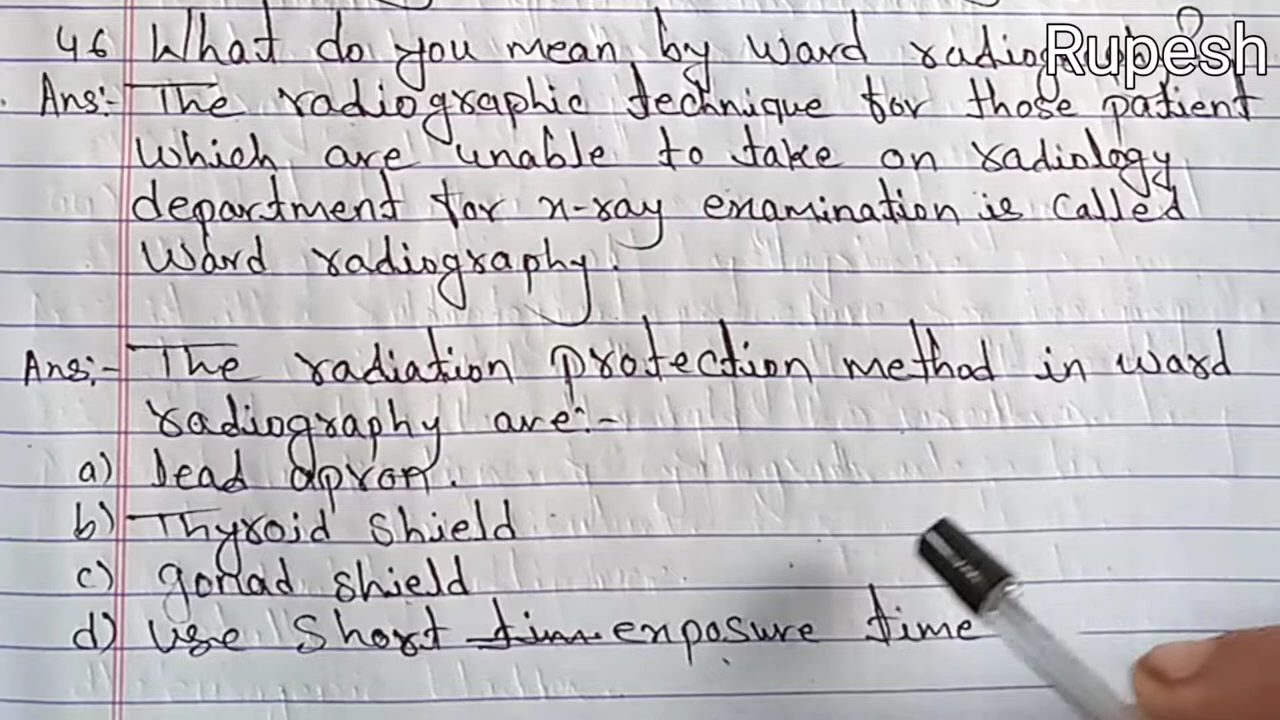 46 What do you mean by ward radiography?
Rupesh
Ans:- The radiographic technique for those patient
which are unable to take on radiology
department for x-ray examination is called
ward radiography.
Ans:- The radiation protection method in ward
radiography are:-
a) lead apron.
b) Thyroid shield
c) gonad shield
d) Use short tim exposure time